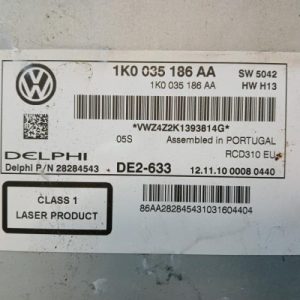 1K0 035 186 AA SW 5042
1K0 035 186 AA HW H13
*VWZ4Z2K1393814G*
05S Assembled in PORTUGAL
DELPHI RCD310 EU
Delphi P/N 28284543 DE2-633 12.11.10 0008 0440
CLASS 1
LASER PRODUCT
86AA282845431031604404